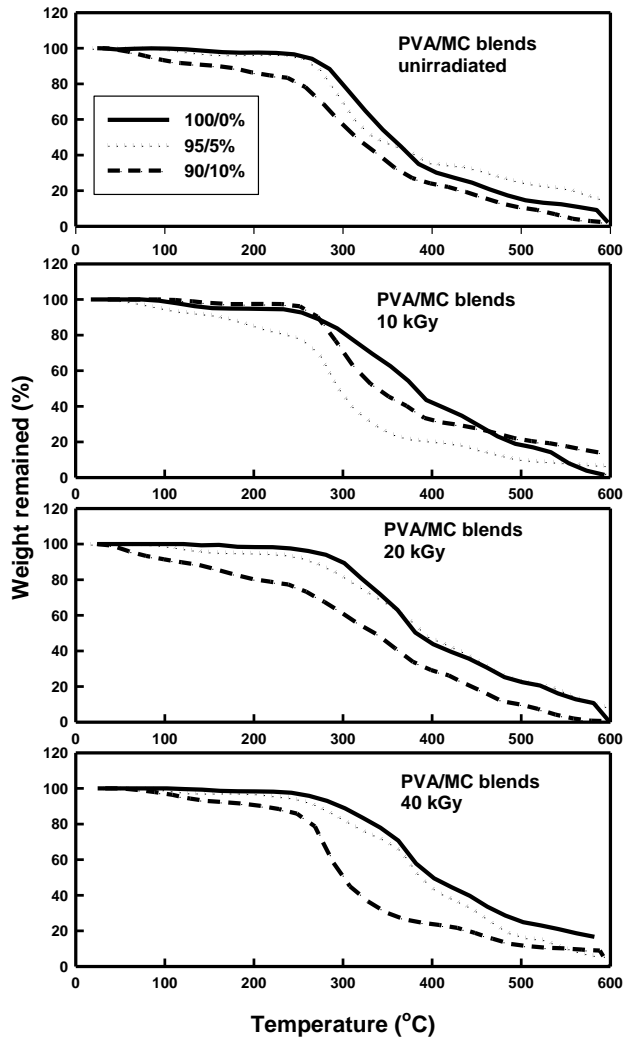 120
100
80
60
40
20
0
PVA/MC blends
unirradiated
100/0%
95/5%
90/10%
0 100 200 300 400 500 600
120
100
80
60
40
20
0
PVA/MC blends
10 kGy
0 100 200 300 400 500 600
120
100
80
60
40
20
0
PVA/MC blends
20 kGy
0 100 200 300 400 500 600
120
100
80
60
40
20
0
PVA/MC blends
40 kGy
0 100 200 300 400 500 600
Weight remained (%)
Temperature (°C)